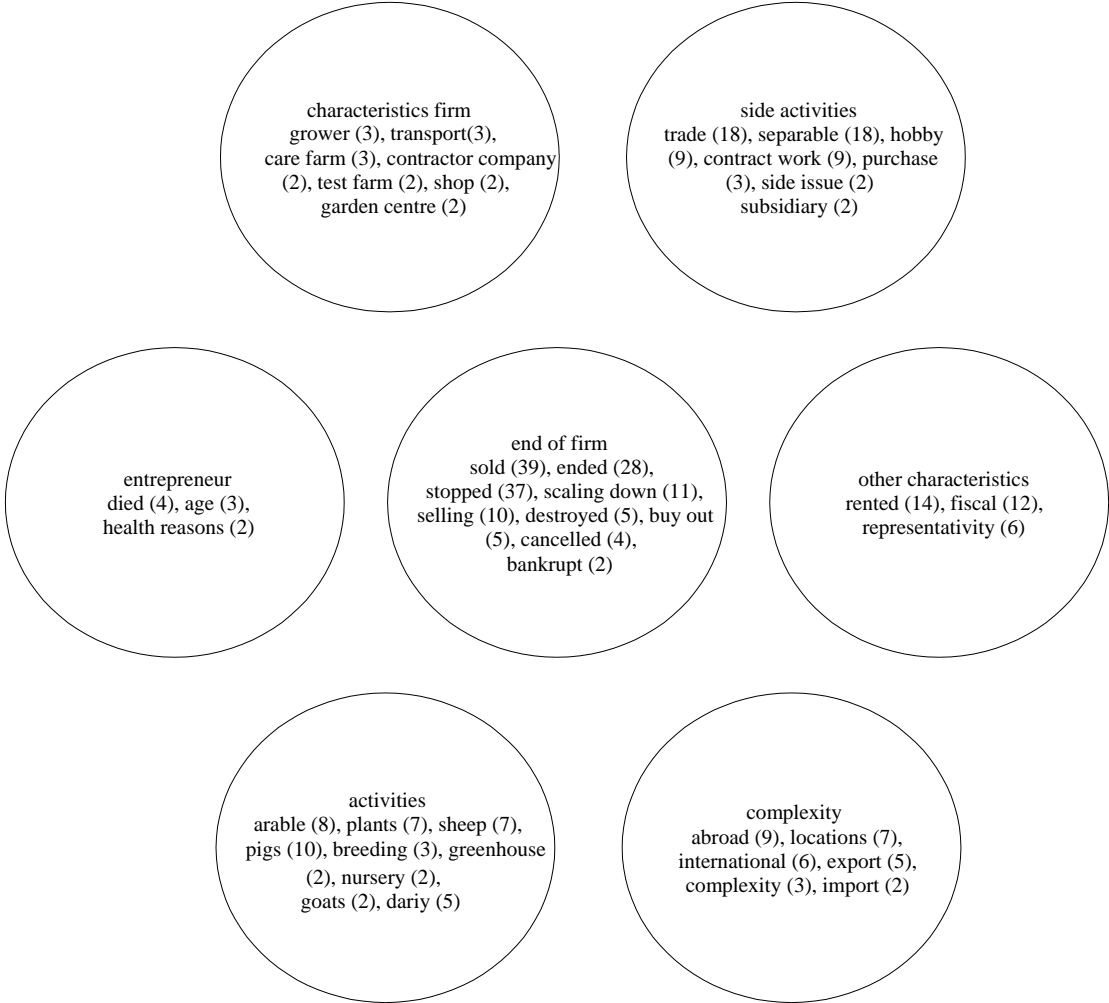 characteristics firm
grower (3), transport(3),
care farm (3), contractor company
(2), test farm (2), shop (2),
garden centre (2)
side activities
trade (18), separable (18), hobby
(9), contract work (9), purchase
(3), side issue (2)
subsidiary (2)
entrepreneur
died (4), age (3),
health reasons (2)
end of firm
sold (39), ended (28),
stopped (37), scaling down (11),
selling (10), destroyed (5), buy out
(5), cancelled (4),
bankrupt (2)
other characteristics
rented (14), fiscal (12),
representativity (6)
activities
arable (8), plants (7), sheep (7),
pigs (10), breeding (3), greenhouse
(2), nursery (2),
goats (2), dariy (5)
complexity
abroad (9), locations (7),
international (6), export (5),
complexity (3), import (2)